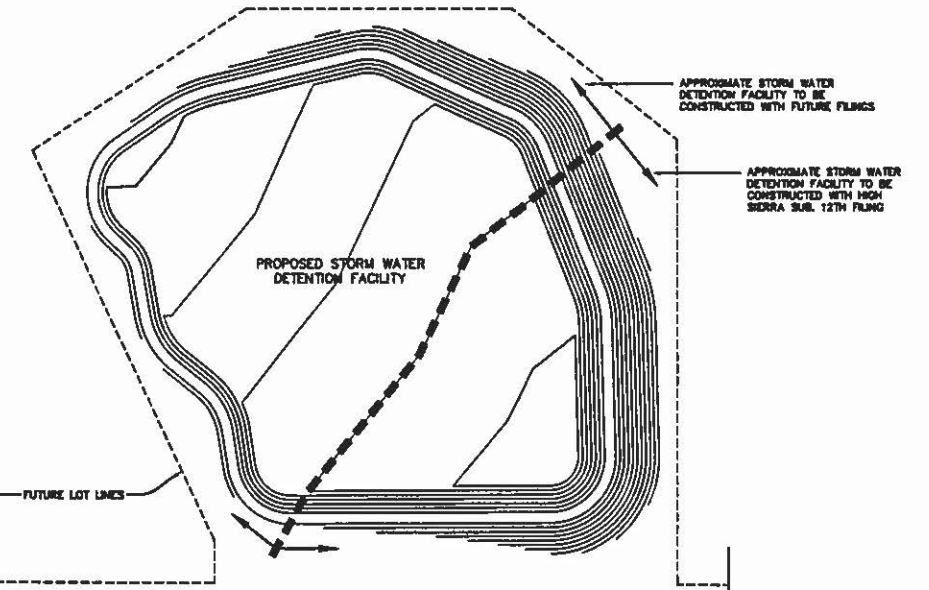 APPROXIMATE STORM WATER
DETENTION FACILITY TO BE
CONSTRUCTED WITH FUTURE FILINGS
APPROXIMATE STORM WATER
DETENTION FACILITY TO BE
CONSTRUCTED WITH HIGH
SIERRA SUB. 12TH FILING
PROPOSED STORM WATER
DETENTION FACILITY
FUTURE LOT LINES